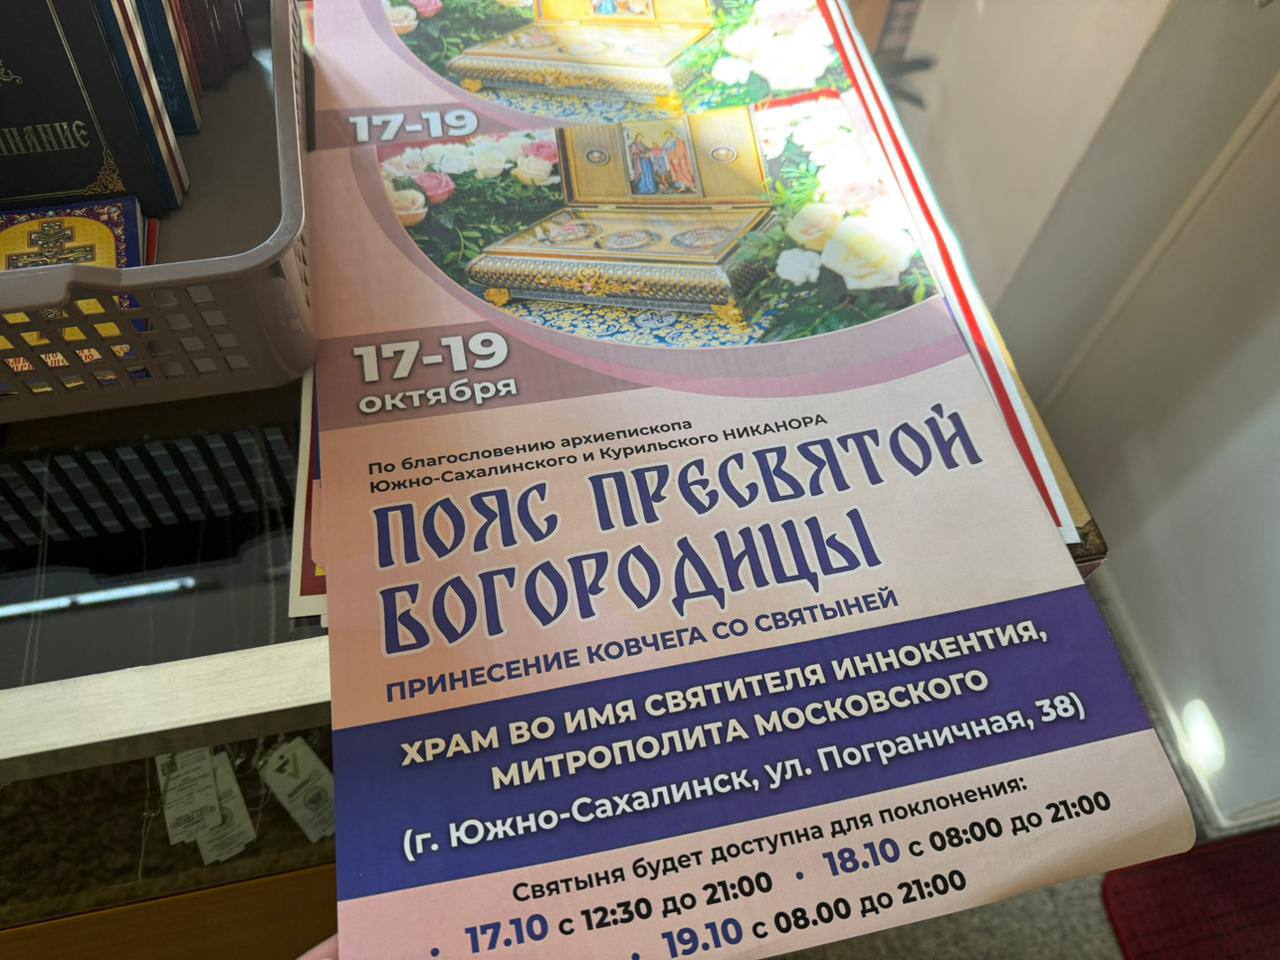 НАНИЕ
17-19
17-19
октября
По благословению архиепископа
Южно-Сахалинского и Курильского НИКАНОРА
ПОЯС ПРЕСВЯТОЙ
БОГОРОДИЦЫ
ПРИНЕСЕНИЕ КОВЧЕГА СО СВЯТЫНЕЙ
ХРАМ ВО ИМЯ СВЯТИТЕЛЯ ИННОКЕНТИЯ,
МИТРОПОЛИТА МОСКОВСКОГО
(г. Южно-Сахалинск, ул. Пограничная, 38)
Святыня будет доступна для поклонения:
• 17.10 с 12:30 до 21:00 • 18.10 с 08:00 до 21:00
• 19.10 с 08.00 до 21:00